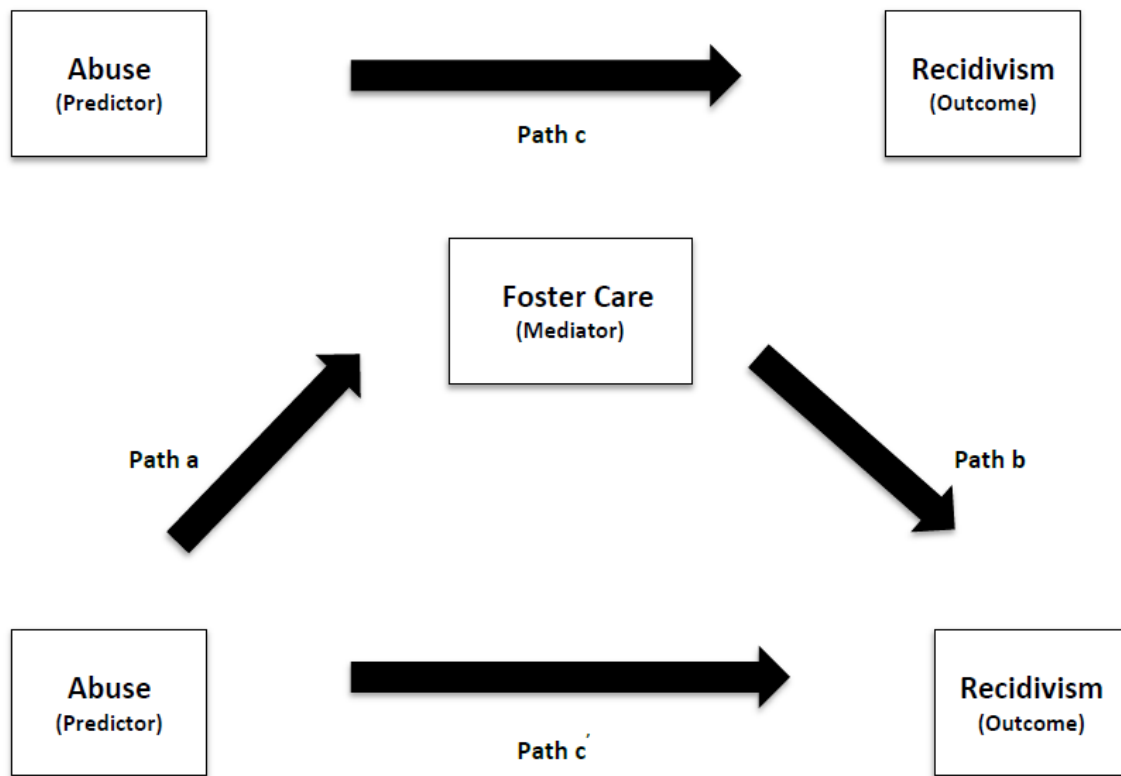 Abuse
(Predictor)
Recidivism
(Outcome)
Path c
Foster Care
(Mediator)
Path a
Path b
Abuse
(Predictor)
Recidivism
(Outcome)
Path c′